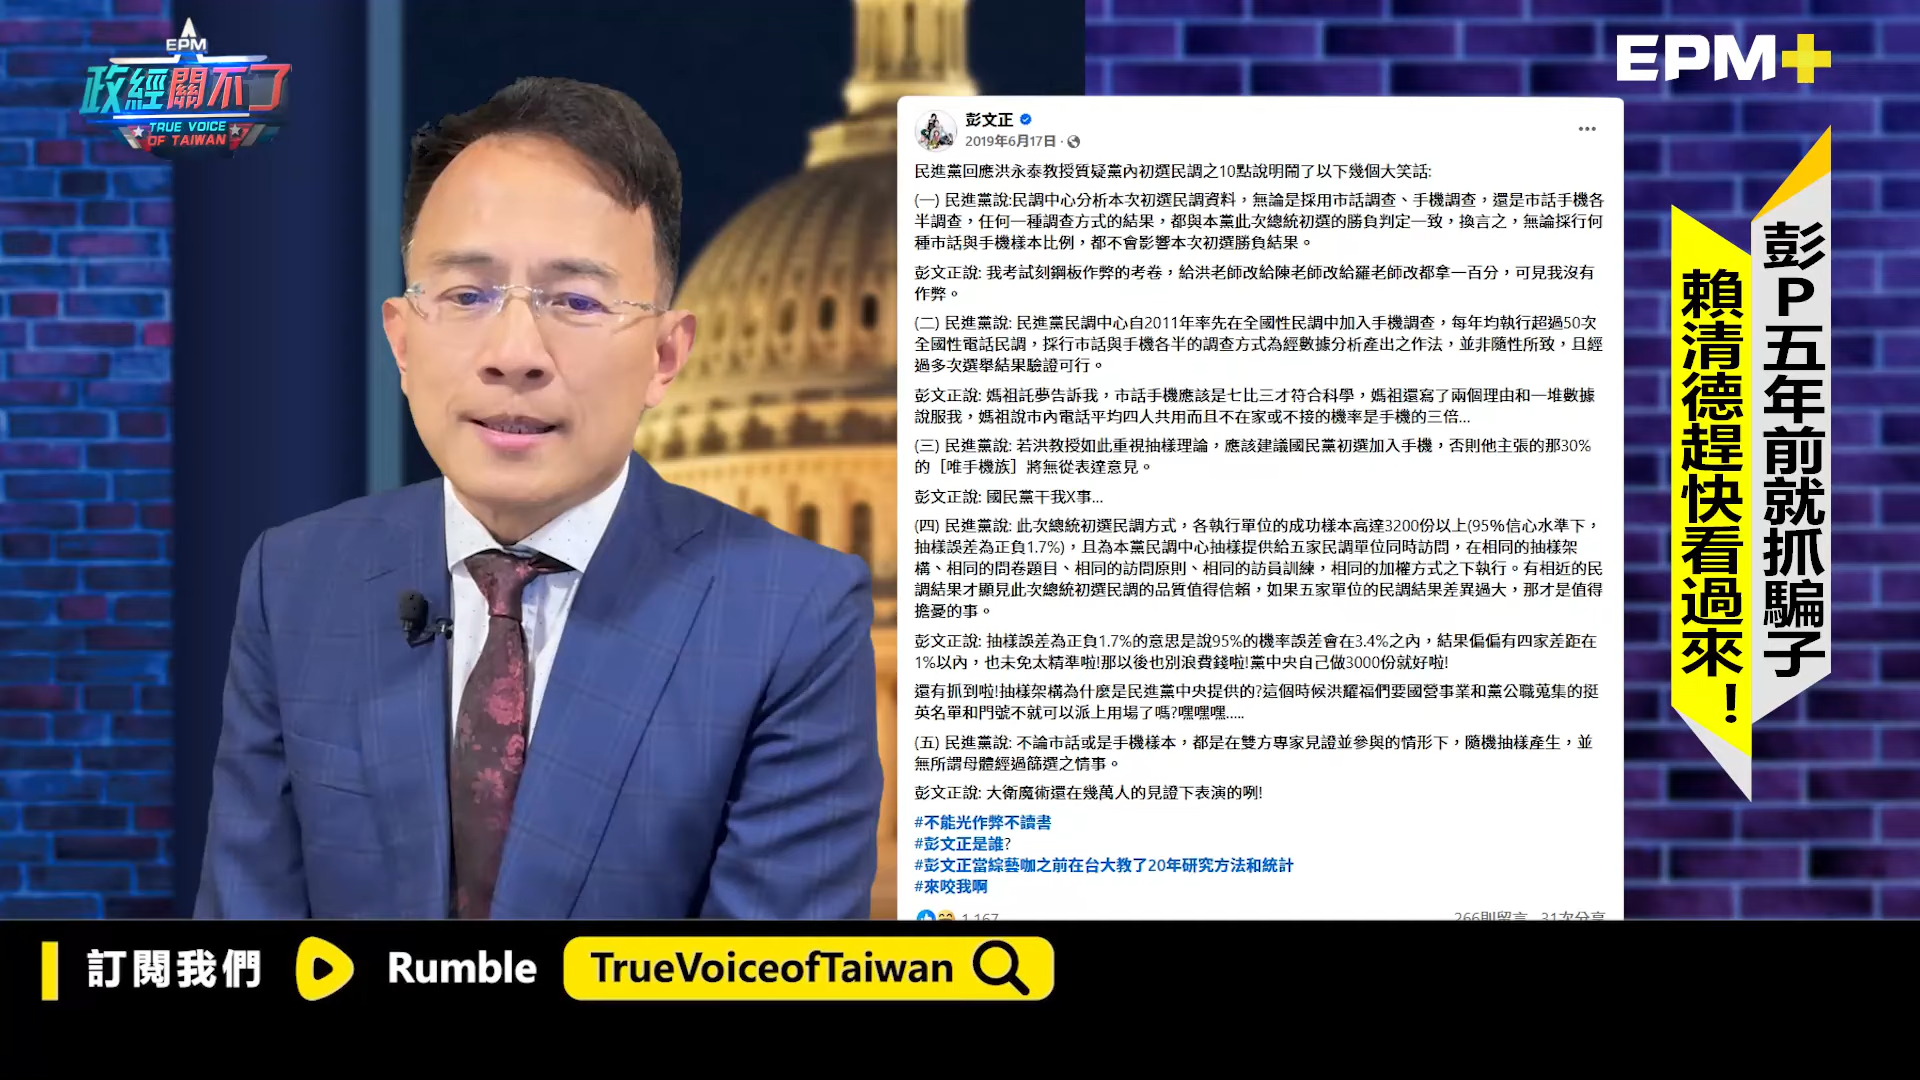 EPM
政經關不了
TRUE VOICE
OF TAIWAN
EPM+
彭文正
2019年6月17日
民進黨回應洪永泰教授質疑黨內初選民調之10點說明鬧了以下幾個大笑話:
(一) 民進黨說:民調中心分析本次初選民調資料，無論是採用市話調查、手機調查，還是市話手機各
半調查，任何一種調查方式的結果，都與本黨此次總統初選的勝負判定一致，換言之，無論採行何
種市話與手機樣本比例，都不會影響本次初選勝負結果。
彭文正說: 我考試刻鋼板作弊的考卷，給洪老師改給陳老師改給羅老師改都拿一百分，可見我沒有
作弊。
(二) 民進黨說: 民進黨民調中心自2011年率先在全國性民調中加入手機調查，每年均執行超過50次
全國性電話民調，採行市話與手機各半的調查方式為經數據分析產出之作法，並非隨性所致，且經
過多次選舉結果驗證可行。
彭文正說: 媽祖託夢告訴我，市話手機應該是七比三才符合科學，媽祖還寫了兩個理由和一堆數據
說服我，媽祖說市內電話平均四人共用而且不在家或不接的機率是手機的三倍...
(三) 民進黨說: 若洪教授如此重視抽樣理論，應該建議國民黨初選加入手機，否則他主張的那30%
的［唯手機族］將無從表達意見。
彭文正說: 國民黨干我X事...
(四) 民進黨說: 此次總統初選民調方式，各執行單位的成功樣本高達3200份以上(95%信心水準下，
抽樣誤差為正負1.7%)，且為本黨民調中心抽樣提供給五家民調單位同時訪問，在相同的抽樣架
構、相同的問卷題目、相同的訪問原則、相同的訪員訓練，相同的加權方式之下執行。有相近的民
調結果才顯見此次總統初選民調的品質值得信賴，如果五家單位的民調結果差異過大，那才是值得
擔憂的事。
彭文正說: 抽樣誤差為正負1.7%的意思是說95%的機率誤差會在3.4%之內，結果偏偏有四家差距在
1%以內，也未免太精準啦!那以後也別浪費錢啦!黨中央自己做3000份就好啦!
還有抓到啦!抽樣架構為什麼是民進黨中央提供的?這個時候洪耀福們要國營事業和黨公職蒐集的挺
英名單和門號不就可以派上用場了嗎?嘿嘿嘿.....
(五) 民進黨說: 不論市話或是手機樣本，都是在雙方專家見證並參與的情形下，隨機抽樣產生，並
無所謂母體經過篩選之情事。
彭文正說: 大衛魔術還在幾萬人的見證下表演的咧!
#不能光作弊不讀書
#彭文正是誰?
#彭文正當綜藝咖之前在台大教了20年研究方法和統計
#來咬我啊
1,167
266則留言 31次分享
彭P五年前就抓騙子
賴清德趕快看過來！
訂閱我們 Rumble TrueVoiceofTaiwan